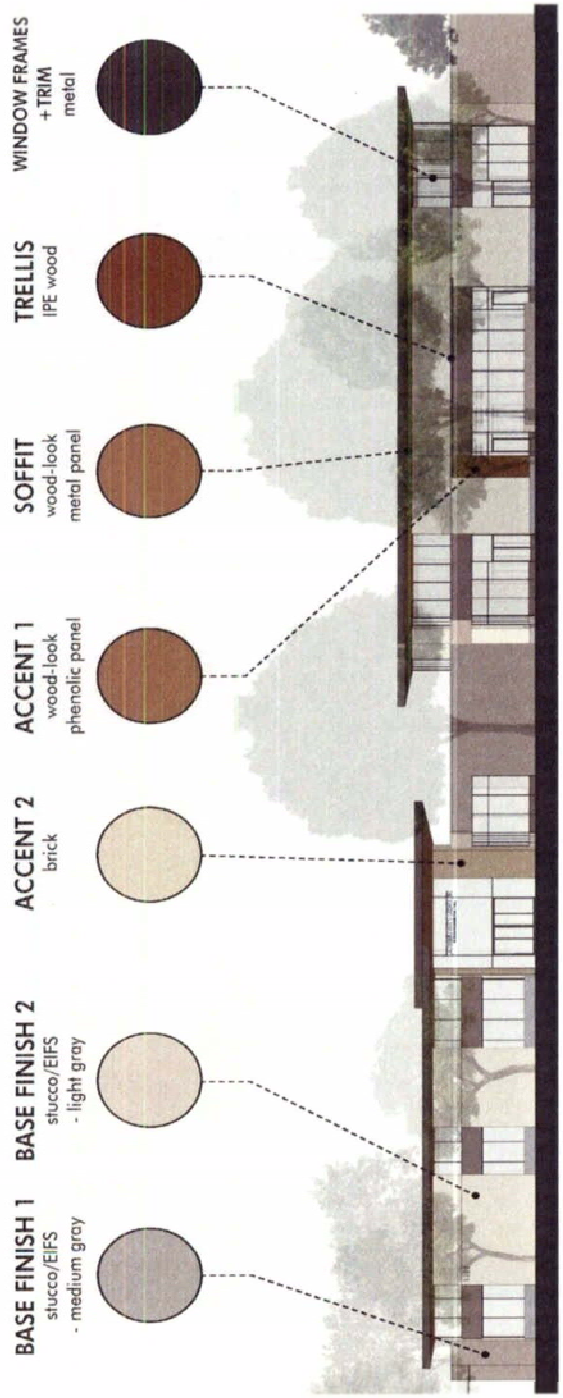 BASE FINISH 1
stucco/EIFS
- medium gray
BASE FINISH 2
stucco/EIFS
- light gray
ACCENT 2
brick
ACCENT 1
wood-look
phenolic panel
SOFFIT
wood-look
metal panel
TRELLIS
IPE wood
WINDOW FRAMES
+TRIM
metal